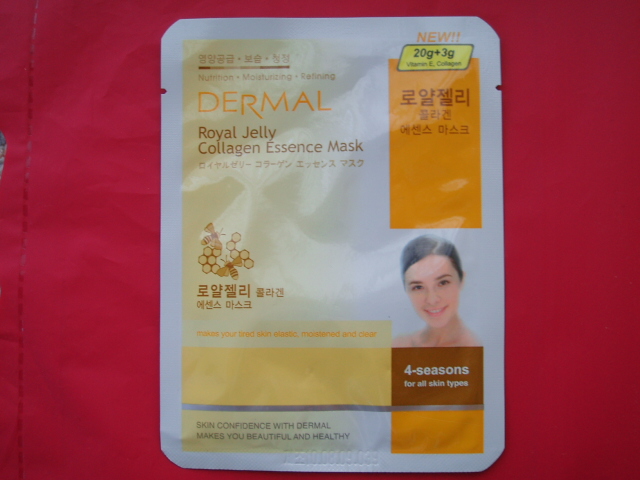 영양공급 • 보습 • 청정
Nutrition • Moisturizing • Refining
DERMAL
Royal Jelly
Collagen Essence Mask
ロイヤルゼリー コラーゲン エッセンス マスク
NEW!!
20g+3g
Vitamin E, Collagen
로얄젤리
콜라겐
에센스 마스크
로얄젤리 콜라겐
에센스 마스크
makes your tired skin elastic, moistened and clear
4-seasons
for all skin types
SKIN CONFIDENCE WITH DERMAL
MAKES YOU BEAUTIFUL AND HEALTHY